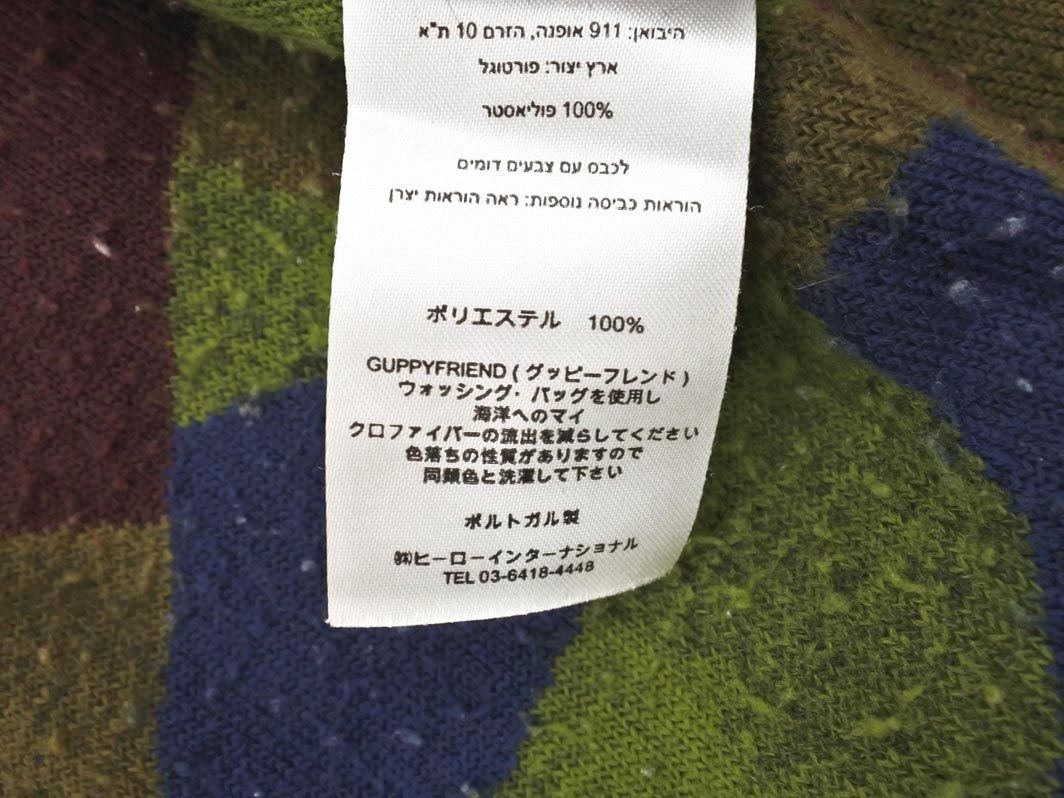 היבואן: 911 אופנה, הזרם 10 ת"א
ארץ יצור: פורטוגל
100% פוליאסטר
לכבס עם צבעים דומים
הוראות כביסה נוספות: ראה הוראות יצרן
ポリエステル 100%
GUPPYFRIEND ( グッピーフレンド )
ウォッシング・バッグを使用し
海洋へのマイ
クロファイバーの流出を減らしてください
色落ちの性質がありますので
同類色と洗濯して下さい
ポルトガル製
㈱ヒーローインターナショナル
TEL 03-6418-4448